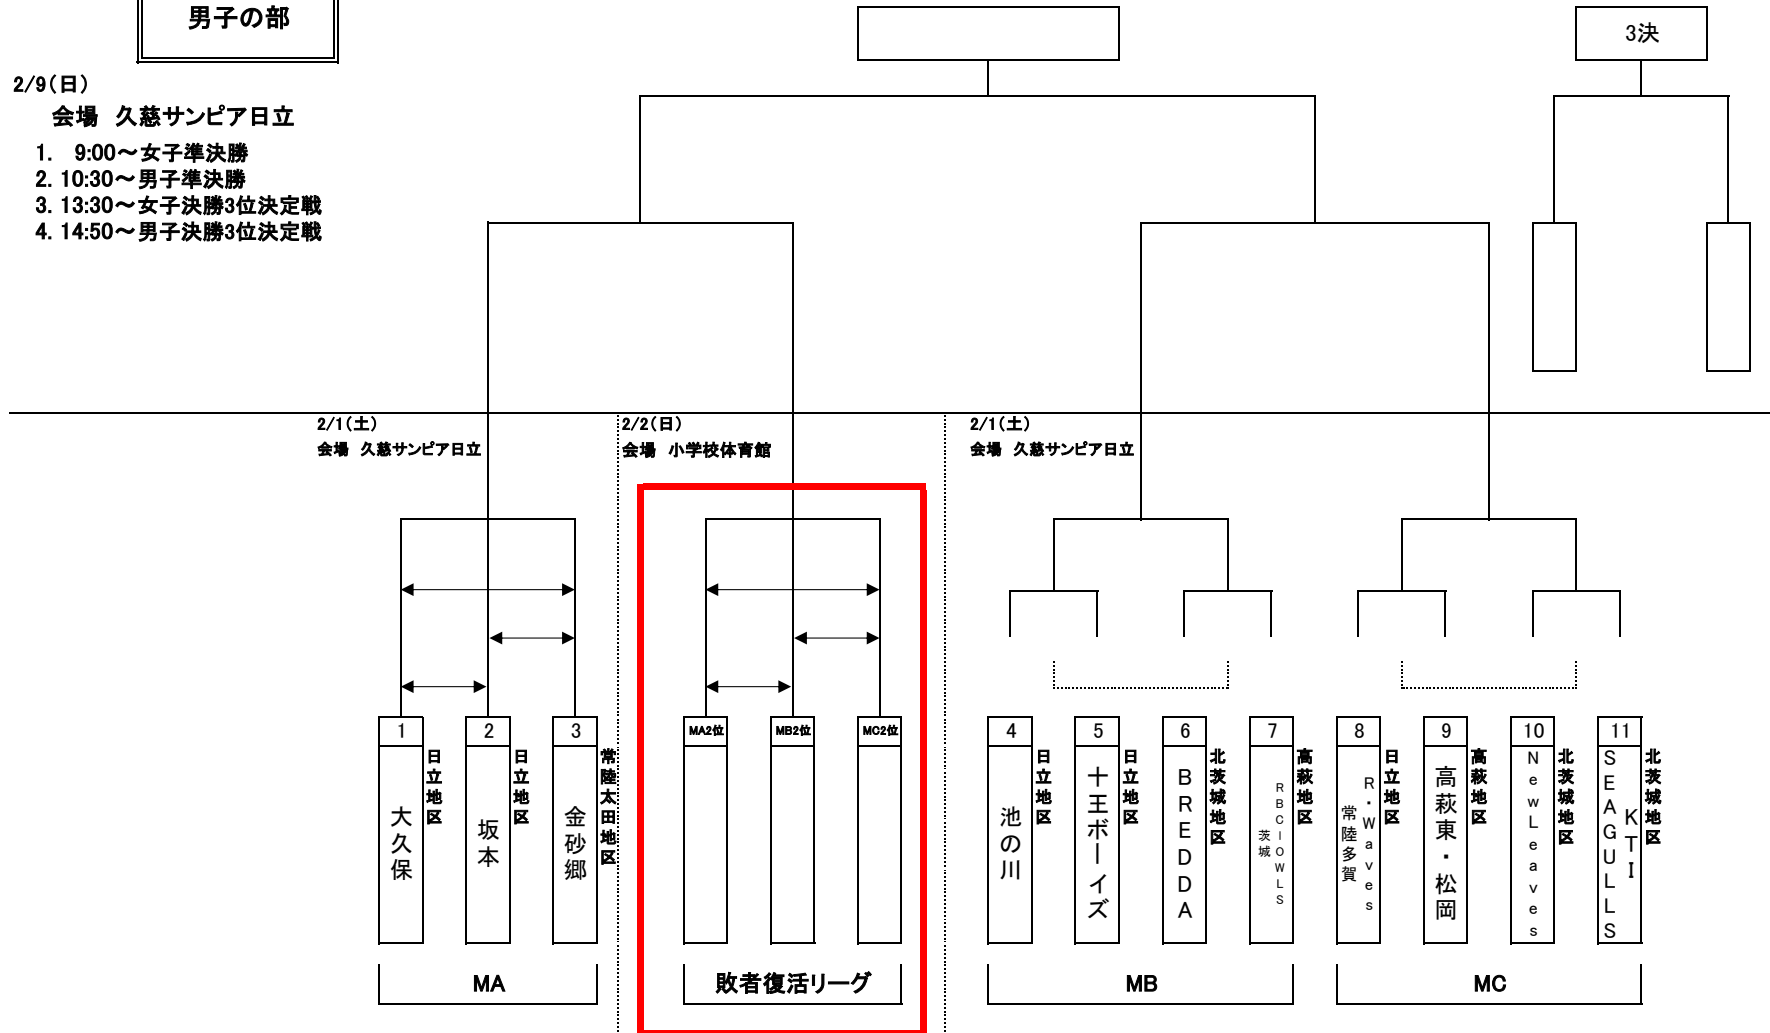 男子の部
3決
2/9(日)
会場 久慈サンピア日立
1. 9:00～女子準決勝
2. 10:30～男子準決勝
3. 13:30～女子決勝3位決定戦
4. 14:50～男子決勝3位決定戦
2/1(土)
会場 久慈サンピア日立
2/2(日)
会場 小学校体育館
2/1(土)
会場 久慈サンピア日立
1
大久保
日立地区
2
坂本
日立地区
3
金砂郷
常陸太田地区
MA2位
MB2位
MC2位
4
池の川
日立地区
5
十王ボーイズ
日立地区
6
BREDDA
北茨城地区
7
RBCIOWLS
茨城
高萩地区
8
R・Waves
常陸多賀
日立地区
9
高萩東・松岡
高萩地区
10
NewLeaves
北茨城地区
11
KTI
SEAGULLS
北茨城地区
MA
敗者復活リーグ
MB
MC